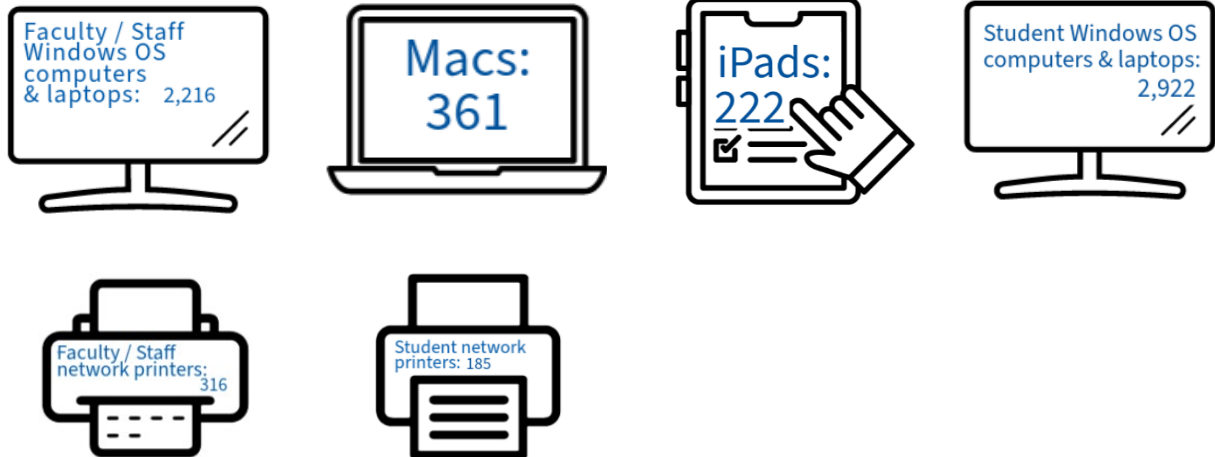 Faculty / Staff
Windows OS
computers
& laptops: 2,216
Macs:
361
iPads:
222
Student Windows OS
computers & laptops:
2,922
Faculty / Staff
network printers:
316
Student network
printers: 185